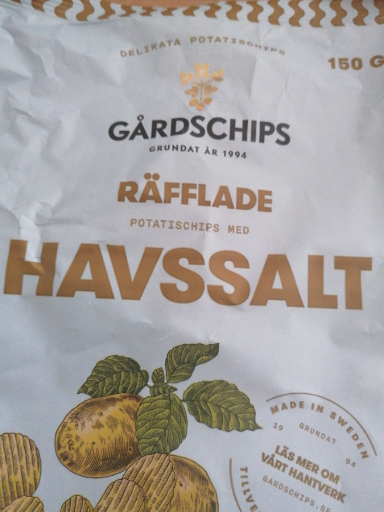 DELIKATA POTATISCHIPS
150 G
GÅRDSCHIPS
GRUNDAT ÅR 1994
RÄFFLADE
POTATISCHIPS MED
HAVSSALT
MADE IN SWEDEN
19 GRUNDAT 94
LÄS MER OM
VÅRT HANTVERK
GARDSCHIPS.SE